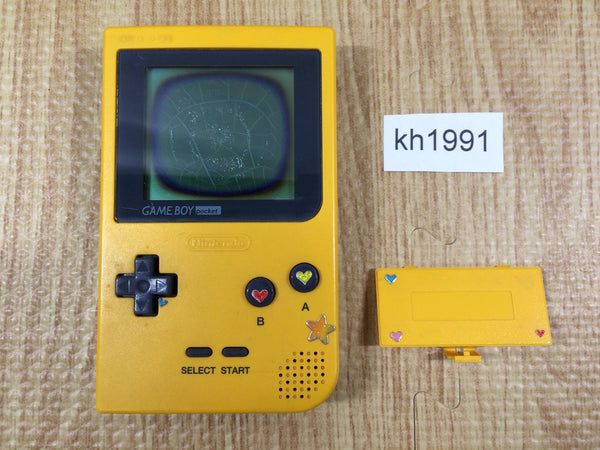 GAME BOY pocket
Nintendo
B
A
SELECT START
kh1991